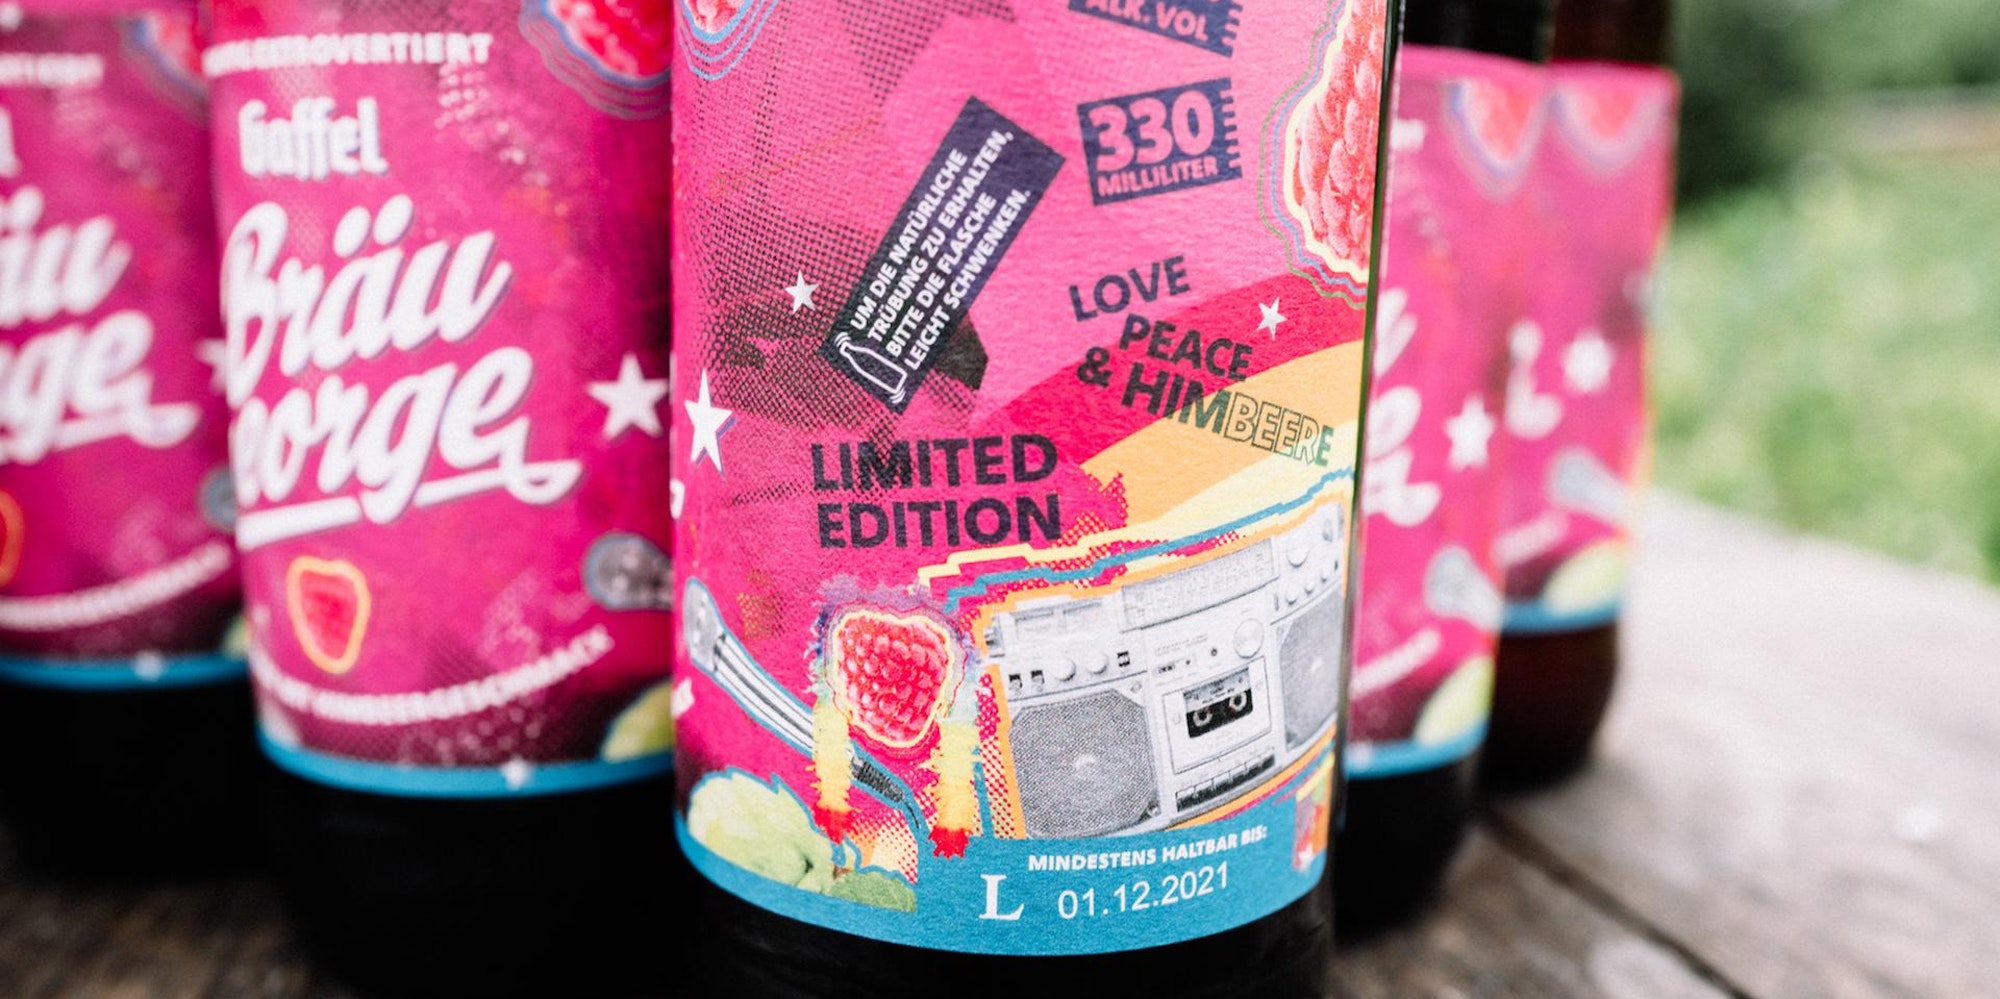 Gaffel
Bräu
eorge
HIMBEERGESCHMACK
ALK. VOL
330
MILLILITER
UM DIE NATÜRLICHE
TRÜBUNG ZU ERHALTEN,
BITTE DIE FLASCHE
LEICHT SCHWENKEN.
LOVE
PEACE
& HIMBEERE
LIMITED
EDITION
MINDESTENS HALTBAR BIS:
L 01.12.2021